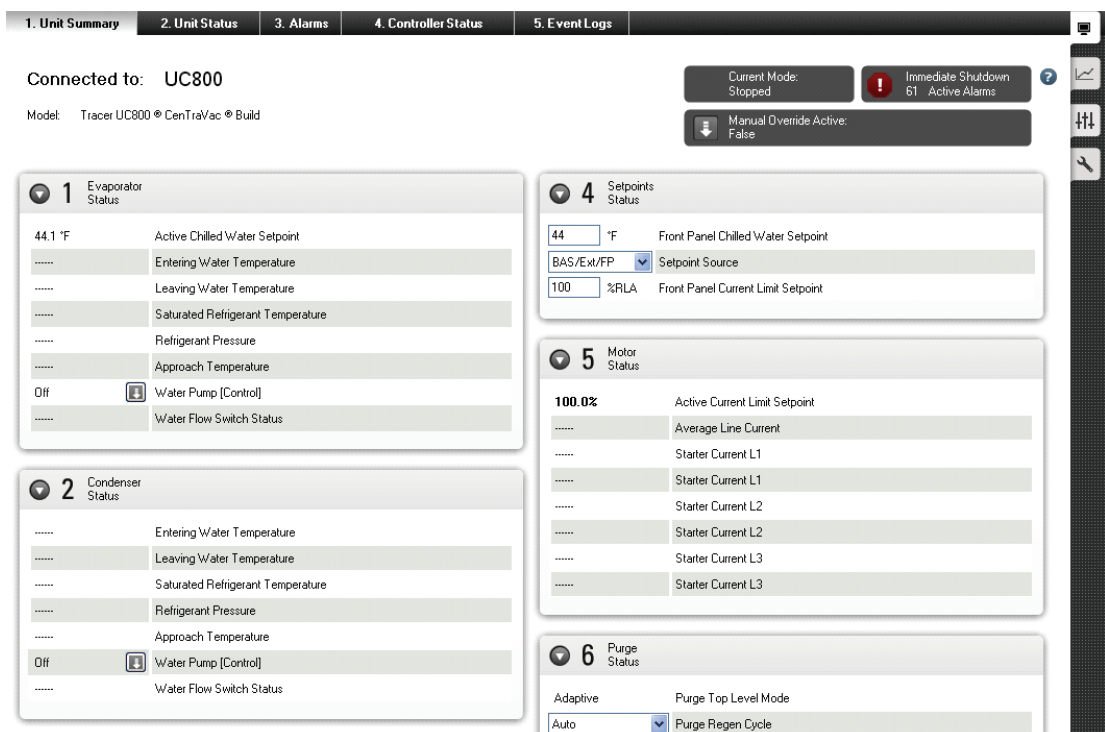 1. Unit Summary 2. Unit Status 3. Alarms 4. Controller Status 5. Event Logs
Connected to: UC800
Model: Tracer UC800 ® CenTraVac ® Build
Current Mode:
Stopped
Immediate Shutdown
61 Active Alarms
Manual Override Active:
False
1 Evaporator
Status
44.1 °F Active Chilled Water Setpoint
------ Entering Water Temperature
------ Leaving Water Temperature
------ Saturated Refrigerant Temperature
------ Refrigerant Pressure
------ Approach Temperature
Off Water Pump [Control]
------ Water Flow Switch Status
2 Condenser
Status
------ Entering Water Temperature
------ Leaving Water Temperature
------ Saturated Refrigerant Temperature
------ Refrigerant Pressure
------ Approach Temperature
Off Water Pump [Control]
------ Water Flow Switch Status
4 Setpoints
Status
44 °F Front Panel Chilled Water Setpoint
BAS/Ext/FP Setpoint Source
100 %RLA Front Panel Current Limit Setpoint
5 Motor
Status
100.0% Active Current Limit Setpoint
------ Average Line Current
------ Starter Current L1
------ Starter Current L1
------ Starter Current L2
------ Starter Current L2
------ Starter Current L3
------ Starter Current L3
6 Purge
Status
Adaptive Purge Top Level Mode
Auto Purge Regen Cycle